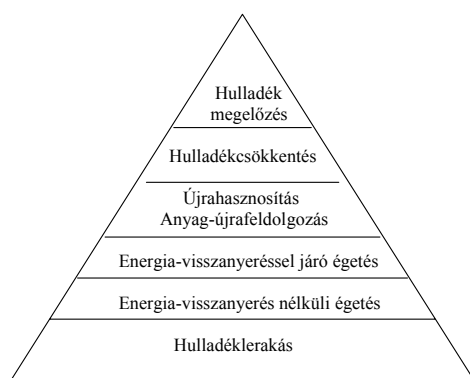 Hulladék
megelőzés
Hulladékcsökkentés
Újrahasznosítás
Anyag-újrafeldolgozás
Energia-visszanyeréssel járó égetés
Energia-visszanyerés nélküli égetés
Hulladéklerakás